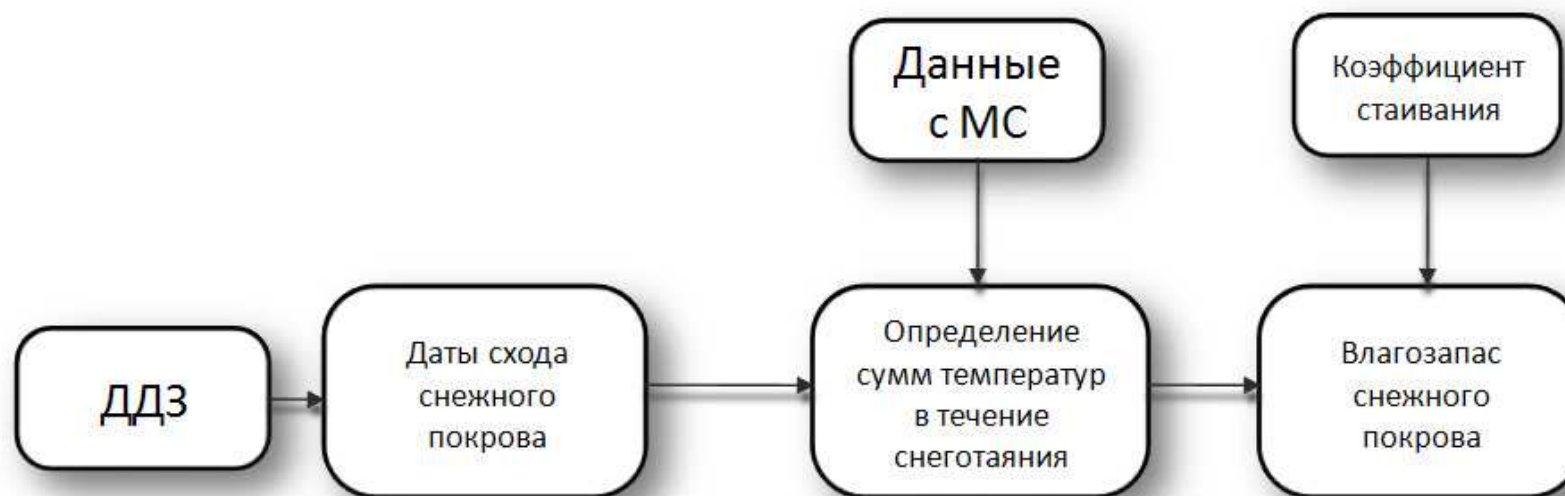 Данные
с МС
Коэффициент
стаивания
ДДЗ
Даты схода
снежного
покрова
Определение
сумм температур
в течение
снеготаяния
Влагозапас
снежного
покрова